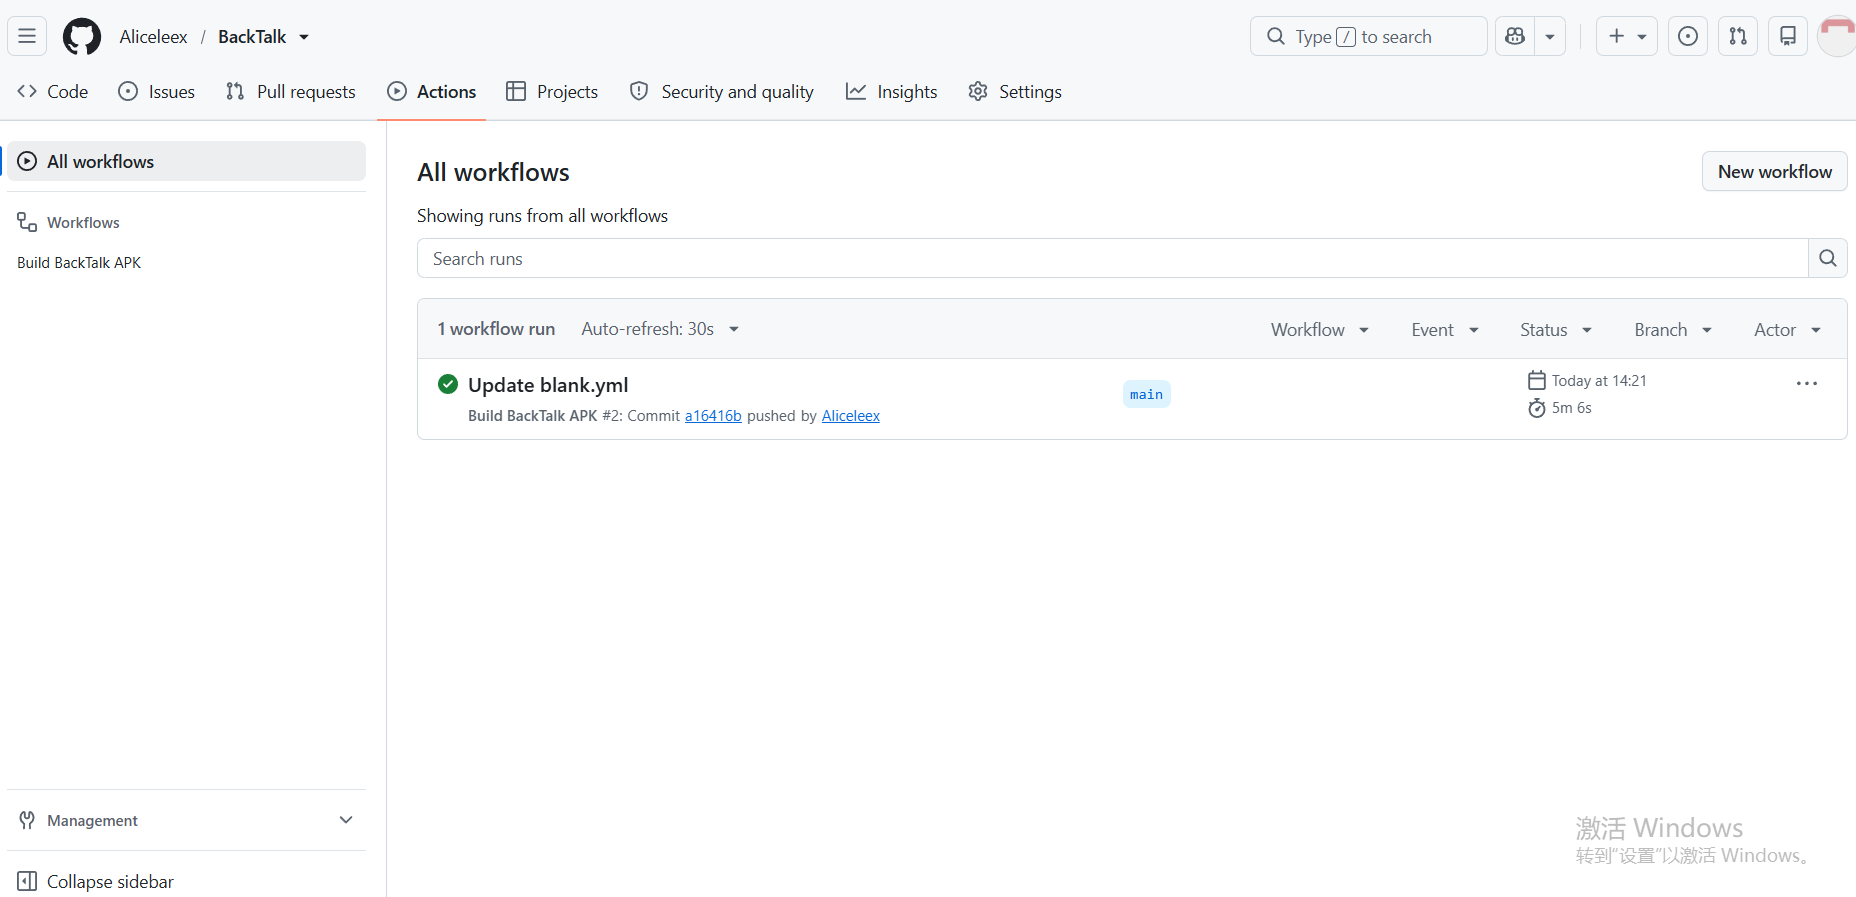 Aliceleex / BackTalk
Type / to search
Code
Issues
Pull requests
Actions
Projects
Security and quality
Insights
Settings
All workflows
Workflows
Build BackTalk APK
Management
Collapse sidebar
All workflows
New workflow
Showing runs from all workflows
Search runs
1 workflow run
Auto-refresh: 30s
Workflow
Event
Status
Branch
Actor
Update blank.yml
Build BackTalk APK #2: Commit a16416b pushed by Aliceleex
main
Today at 14:21
5m 6s
激活 Windows
转到“设置”以激活 Windows。